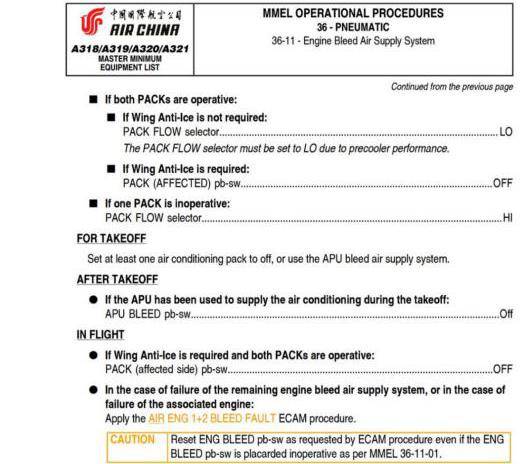 中國國際航空公司
AIR CHINA
A318/A319/A320/A321
MASTER MINIMUM
EQUIPMENT LIST
MMEL OPERATIONAL PROCEDURES
36 - PNEUMATIC
36-11 - Engine Bleed Air Supply System
Continued from the previous page
■ If both PACKs are operative:
■ If Wing Anti-Ice is not required:
PACK FLOW selector....................LO
The PACK FLOW selector must be set to LO due to precooler performance.
■ If Wing Anti-Ice is required:
PACK (AFFECTED) pb-sw....................OFF
■ If one PACK is inoperative:
PACK FLOW selector....................HI
FOR TAKEOFF
Set at least one air conditioning pack to off, or use the APU bleed air supply system.
AFTER TAKEOFF
● If the APU has been used to supply the air conditioning during the takeoff:
APU BLEED pb-sw....................Off
IN FLIGHT
● If Wing Anti-Ice is required and both PACKs are operative:
PACK (affected side) pb-sw....................OFF
● In the case of failure of the remaining engine bleed air supply system, or in the case of
failure of the associated engine:
Apply the AIR ENG 1+2 BLEED FAULT ECAM procedure.
CAUTION Reset ENG BLEED pb-sw as requested by ECAM procedure even if the ENG
BLEED pb-sw is placarded inoperative as per MMEL 36-11-01.